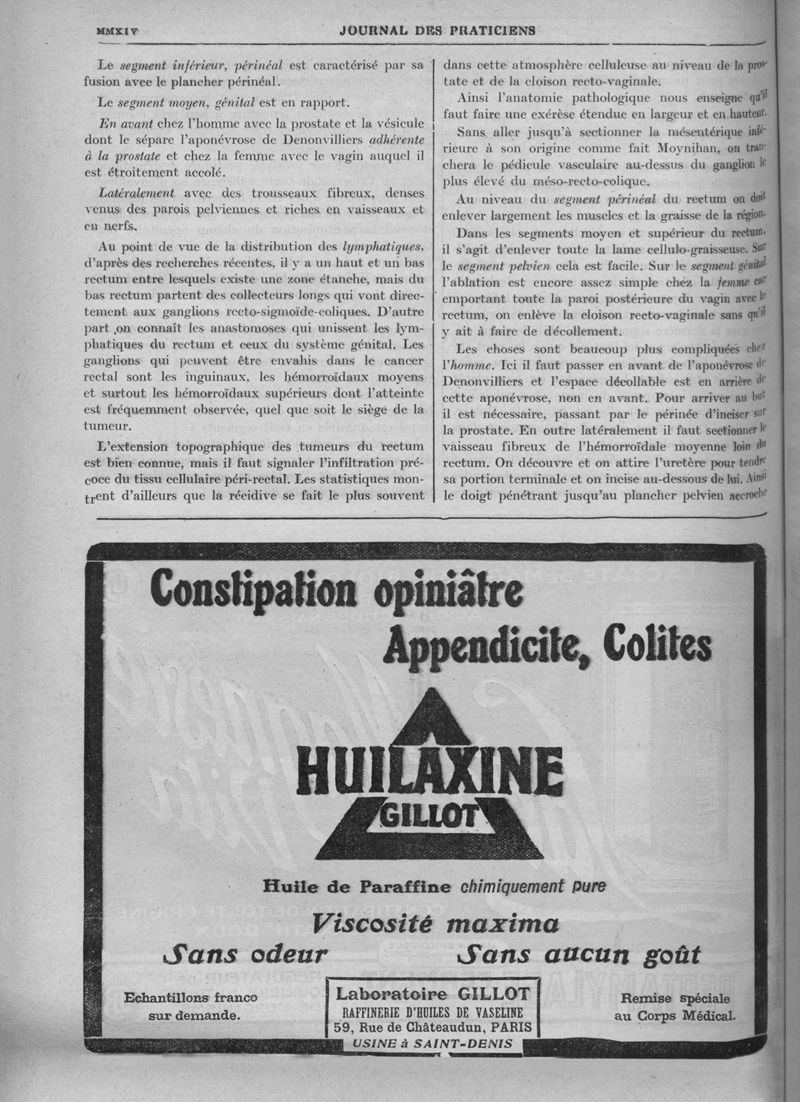 MMXIV
JOURNAL DES PRATICIENS
Le segment inférieur, périnéal est caractérisé par sa
fusion avee le plancher périnéal.
Le segment moyen, génital est en rapport.
En avant chez l'homme avec la prostate et la vésicule
dont le sépare l'aponévrose de Denonvilliers adhérente
à la prostate et chez la femme avec le vagin auquel il
est étroitement accolé.
Latéralement avec des trousseaux fibreux, denses
venus des parois pelviennes et riches en vaisseaux et
en nerfs.
Au point de vue de la distribution des lymphatiques,
d'après des recherches récentes, il y a un haut et un bas
rectum entre lesquels existe une zone étanche, mais du
bas rectum partent des collecteurs longs qui vont direc-
tement aux ganglions recto-sigmoïde-coliques. D'autre
part ,on connaît les anastomoses qui unissent les lym-
phatiques du rectum et ceux du système génital. Les
ganglions qui peuvent être envahis dans le cancer
rectal sont les inguinaux, les hémorroïdaux moyens
et surtout les hémorroïdaux supérieurs dont l'atteinte
est fréquemment observée, quel que soit le siège de la
tumeur.
L'extension topographique des tumeurs du rectum
est bien connue, mais il faut signaler l'infiltration pré-
coce du tissu cellulaire péri-rectal. Les statistiques mon-
trent d'ailleurs que la récidive se fait le plus souvent
dans cette atmosphère celluleuse au niveau de la pros-
tate et de la cloison recto-vaginale.
Ainsi l'anatomie pathologique nous enseigne qu'il
faut faire une exérèse étendue en largeur et en hauteur.
Sans aller jusqu'à sectionner la mésentérique infé-
rieure à son origine comme fait Moynihan, on tran-
chera le pédicule vasculaire au-dessus du ganglion le
plus élevé du méso-recto-colique.
Au niveau du segment périnéal du rectum on doit
enlever largement les muscles et la graisse de la région.
Dans les segments moyen et supérieur du rectum,
il s'agit d'enlever toute la lame cellulo-graisseuse. Sur
le segment pelvien cela est facile. Sur le segment génital
l'ablation est encore assez simple chez la femme car
emportant toute la paroi postérieure du vagin avec le
rectum, on enlève la cloison recto-vaginale sans qu'il
y ait à faire de décollement.
Les choses sont beaucoup plus compliquées chez
l'homme. Ici il faut passer en avant de l'aponévrose de
Denonvilliers et l'espace décollable est en arrière de
cette aponévrose, non en avant. Pour arriver au but
il est nécessaire, passant par le périnée d'inciser sur
la prostate. En outre latéralement il faut sectionner le
vaisseau fibreux de l'hémorroïdale moyenne loin du
rectum. On découvre et on attire l'uretère pour tendre
sa portion terminale et on incise au-dessous de lui. Ainsi
le doigt pénétrant jusqu'au plancher pelvien accroche
Constipation opiniâtre
Appendicite, Colites
HUILAXINE
GILLOT
Huile de Paraffine chimiquement pure
Viscosité maxima
Sans odeur Sans aucun goût
Echantillons franco
sur demande.
Laboratoire GILLOT
RAFFINERIE D'HUILES DE VASELINE
59, Rue de Châteaudun, PARIS
USINE à SAINT-DENIS
Remise spéciale
au Corps Médical.